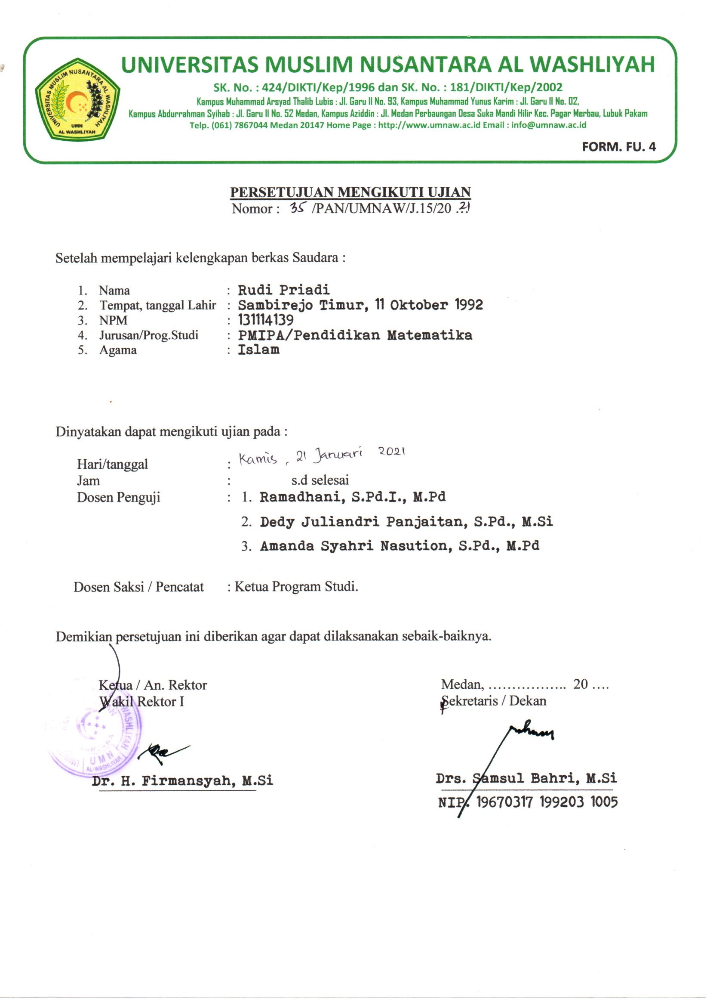 UNIVERSITAS MUSLIM NUSANTARA AL WASHLIYAH
SK. No. : 424/DIKTI/Kep/1996 dan SK. No. : 181/DIKTI/Kep/2002
Kampus Muhammad Arsyad Thalib Lubis : Jl. Garu II No. 93, Kampus Muhammad Yunus Karim : Jl. Garu II No. 02,
Kampus Abdurrahman Syihab : Jl. Garu II No. 52 Medan, Kampus Aziddin : Jl. Medan Perbaungan Desa Suka Mandi Hilir Kec. Pagar Merbau, Lubuk Pakam
Telp. (061) 7867044 Medan 20147 Home Page : http://www.umnaw.ac.id Email : info@umnaw.ac.id
UNIVERSITAS MUSLIM NUSANTARA AL WASHLIYAH
UMN
AL WASHLIYAH
FORM. FU. 4
PERSETUJUAN MENGIKUTI UJIAN
Nomor : 35 /PAN/UMNAW/J.15/20 21
Setelah mempelajari kelengkapan berkas Saudara :
1. Nama : Rudi Priadi
2. Tempat, tanggal Lahir : Sambirejo Timur, 11 Oktober 1992
3. NPM : 131114139
4. Jurusan/Prog.Studi : PMIPA/Pendidikan Matematika
5. Agama : Islam
Dinyatakan dapat mengikuti ujian pada :
Hari/tanggal : Kamis, 21 Januari 2021
Jam : s.d selesai
Dosen Penguji : 1. Ramadhani, S.Pd.I., M.Pd
2. Dedy Juliandri Panjaitan, S.Pd., M.Si
3. Amanda Syahri Nasution, S.Pd., M.Pd
Dosen Saksi / Pencatat : Ketua Program Studi.
Demikian persetujuan ini diberikan agar dapat dilaksanakan sebaik-baiknya.
Ketua / An. Rektor
Wakil Rektor I
Medan, ................. 20 ....
Sekretaris / Dekan
WASHLIYAH
UMN
AL-WASHLIYAH
Dr. H. Firmansyah, M.Si
Drs. Samsul Bahri, M.Si
NIP. 19670317 199203 1005